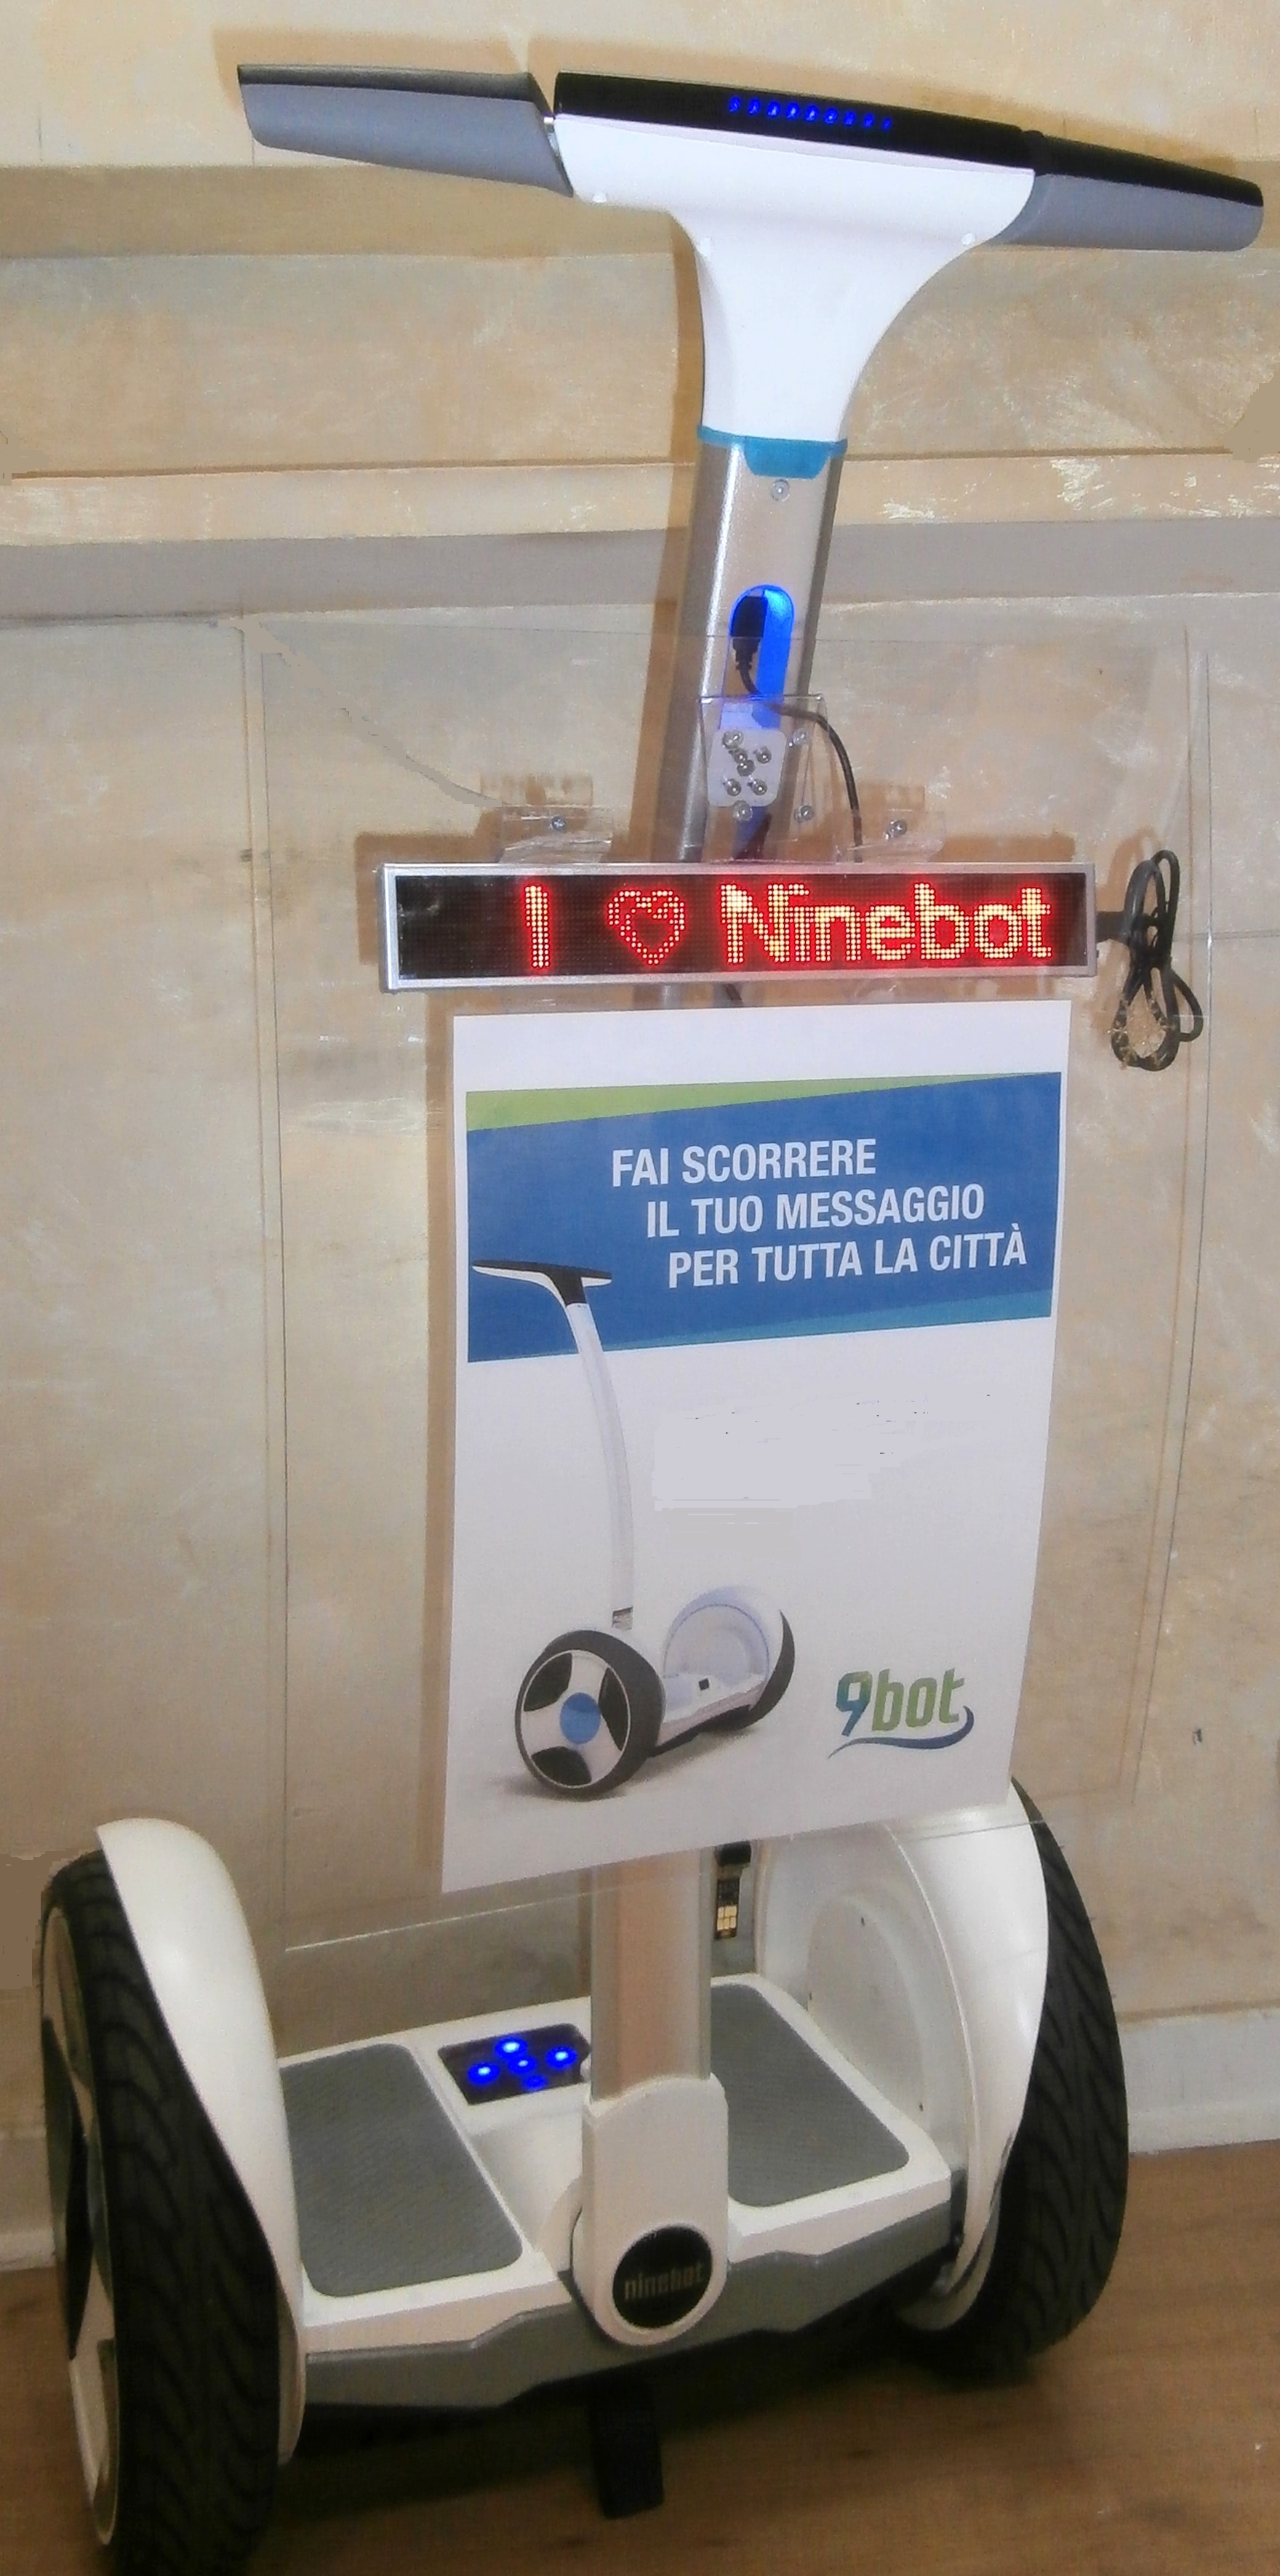 I ♡ Ninebot
FAI SCORRERE
IL TUO MESSAGGIO
PER TUTTA LA CITTÀ
9bot
ninebot